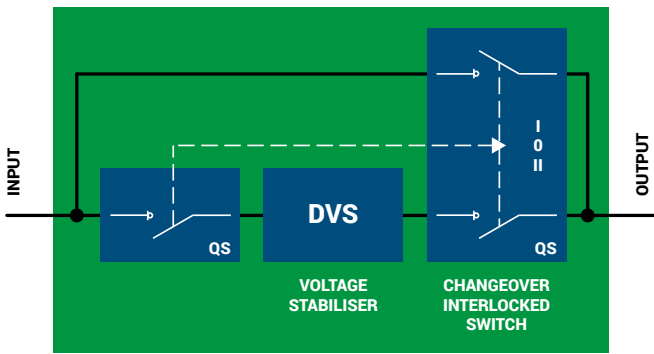 INPUT
QS
DVS
VOLTAGE
STABILISER
I
0
II
QS
CHANGEOVER
INTERLOCKED
SWITCH
OUTPUT